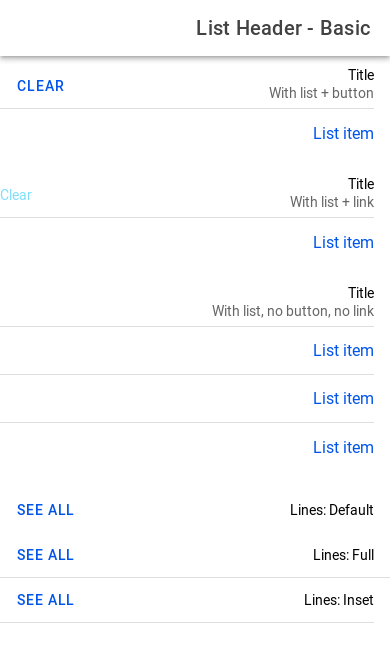 List Header - Basic
Title
With list + button
CLEAR
List item
Title
With list + link
Clear
List item
Title
With list, no button, no link
List item
List item
List item
Lines: Default
SEE ALL
Lines: Full
SEE ALL
Lines: Inset
SEE ALL